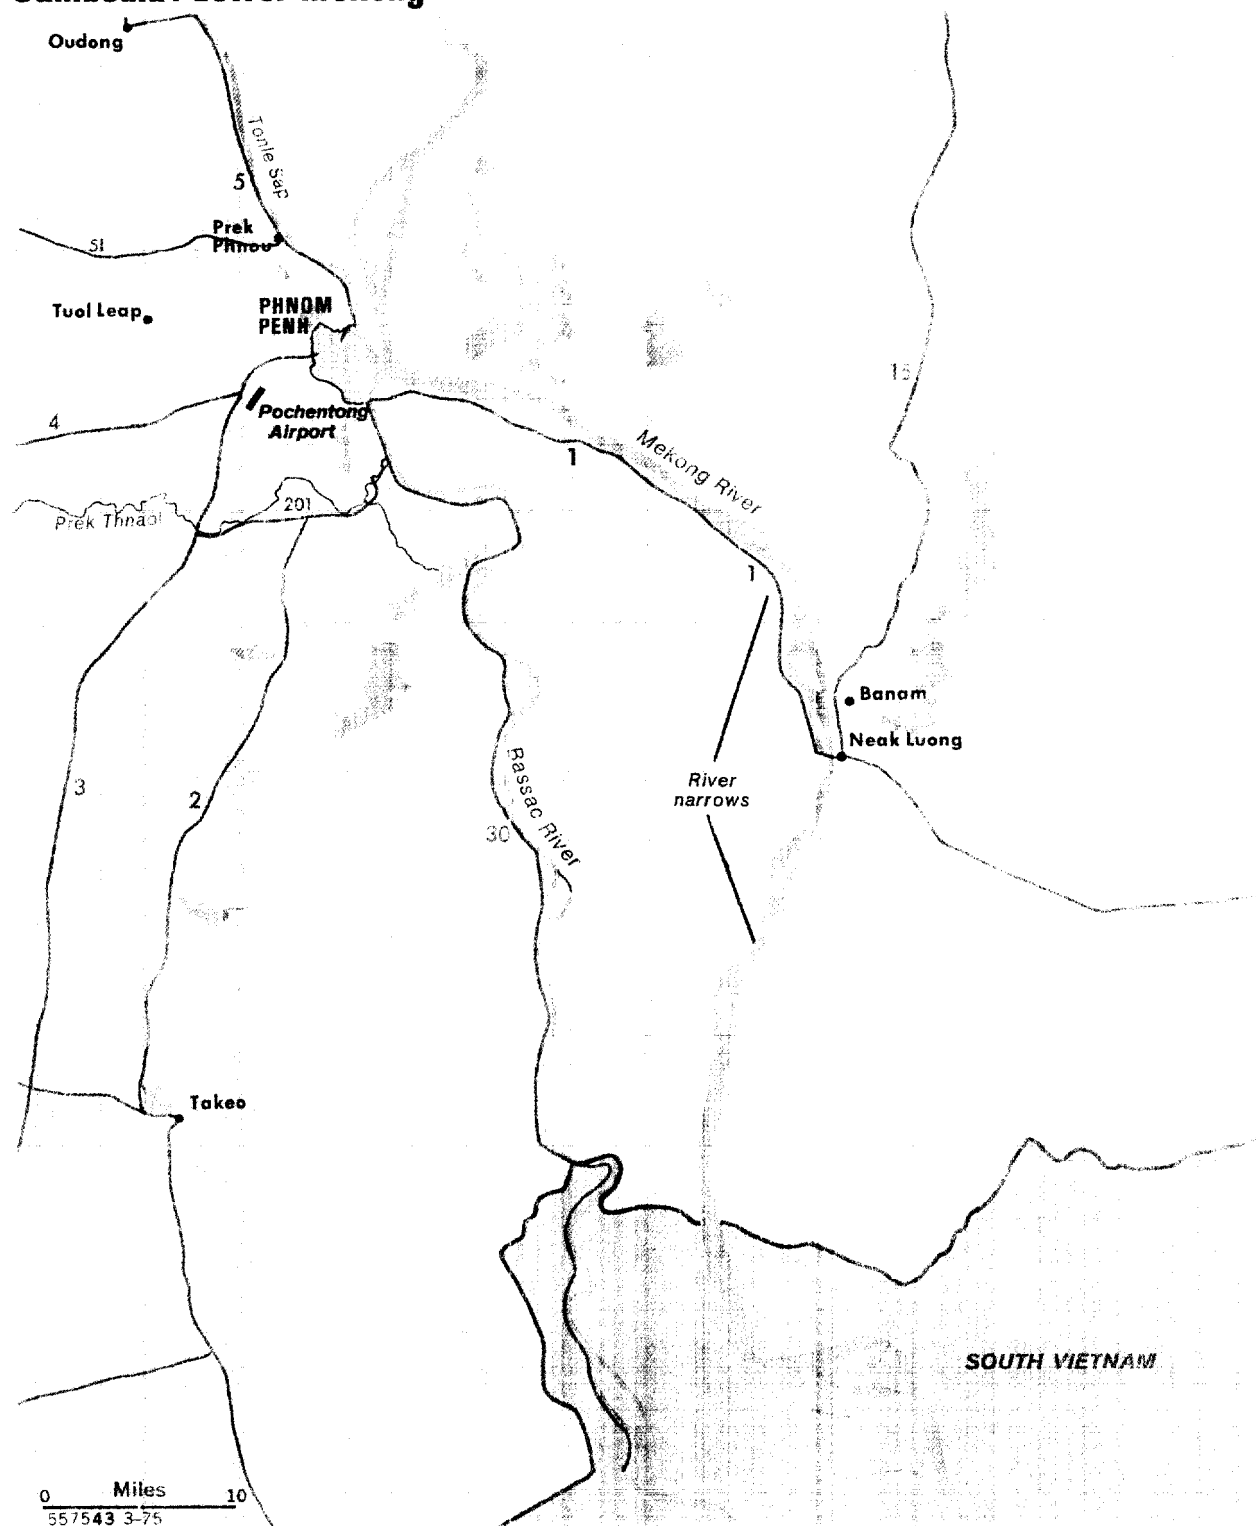 Oudong
Tonle Sap
5
Prek
Phnou
51
Tuol Leap
PHNOM
PENH
15
4
Pochentong
Airport
Mekong River
1
201
Prek Thnaot
1
Banam
Neak Luong
River
narrows
3
2
Bassac River
30
Takeo
SOUTH VIETNAM
Miles
0 10
557543 3-75